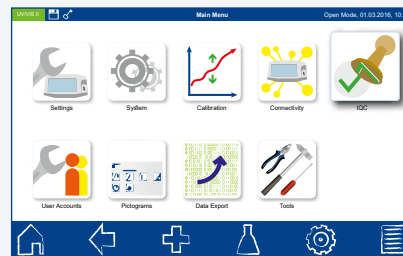 UV/VIS II
Main Menu
Open Mode, 01.03.2016, 10:
Settings
System
Calibration
Connectivity
IQC
User Accounts
Pictograms
Data Export
Tools